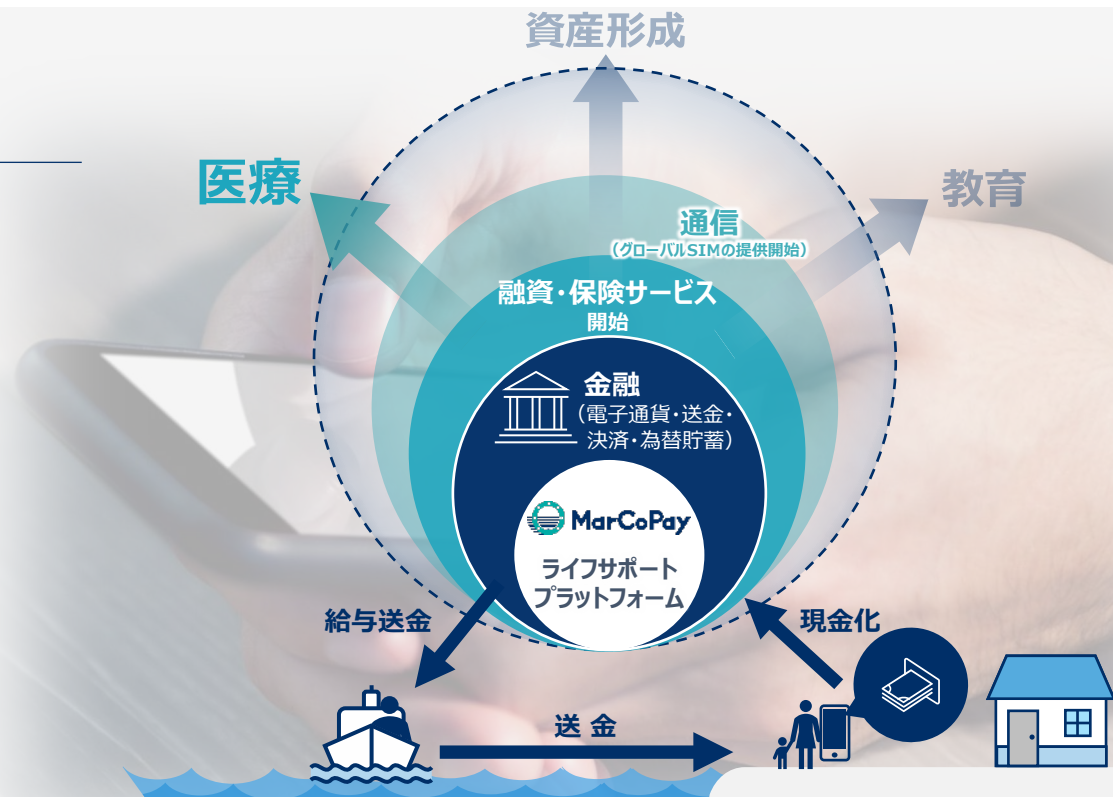 資産形成
医療
教育
通信
（グローバルSIMの提供開始）
融資・保険サービス
開始
金融
（電子通貨・送金・
決済・為替貯蓄）
MarCoPay
ライフサポート
プラットフォーム
給与送金
現金化
送金